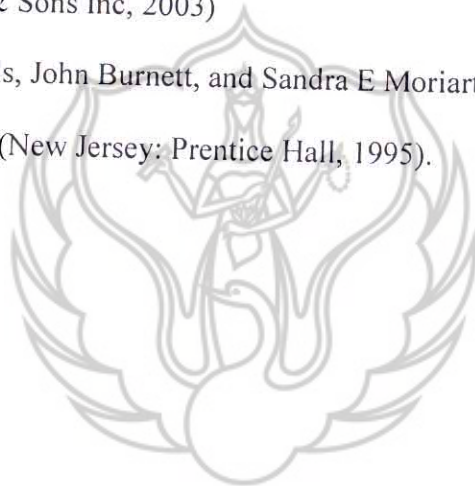 Sons Inc, 2003)
s, John Burnett, and Sandra E Moriart
(New Jersey: Prentice Hall, 1995).